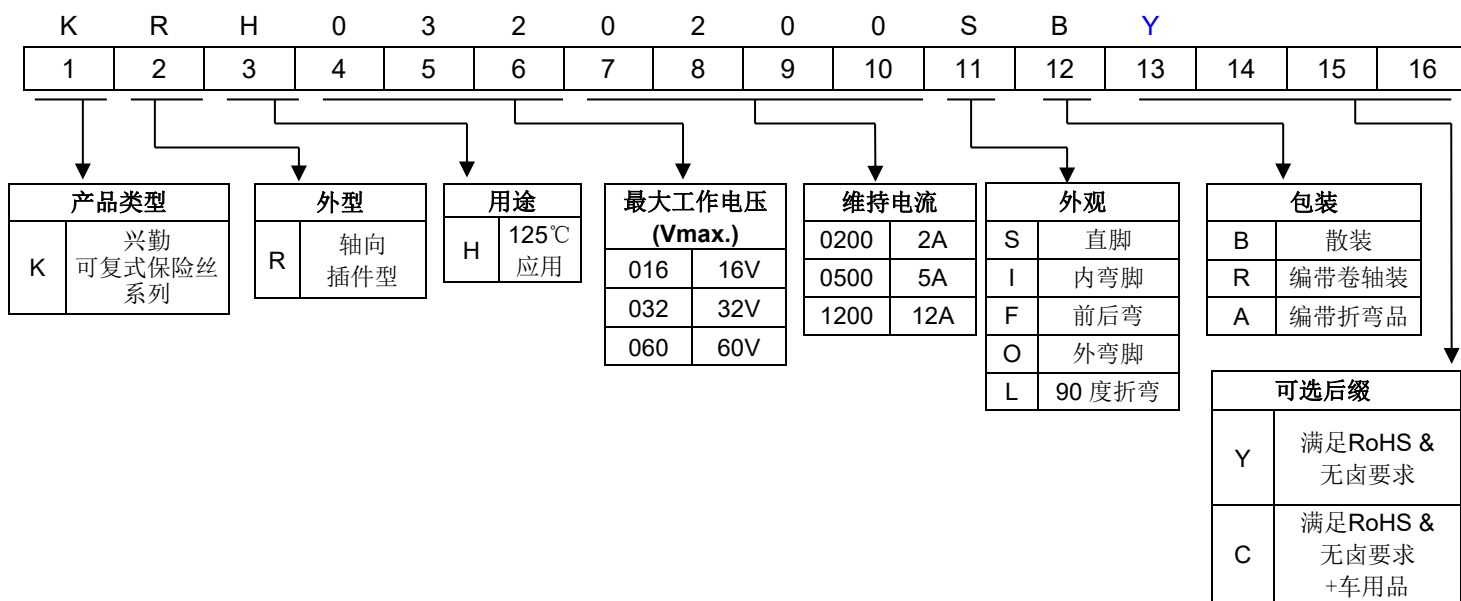 K R H 0 3 2 0 2 0 0 S B Y
1 2 3 4 5 6 7 8 9 10 11 12 13 14 15 16
产品类型
K 兴勤
可复式保险丝
系列
外型
R 轴向
插件型
用途
H 125℃
应用
最大工作电压
(Vmax.)
016 16V
032 32V
060 60V
维持电流
0200 2A
0500 5A
1200 12A
外观
S 直脚
I 内弯脚
F 前后弯
O 外弯脚
L 90 度折弯
包装
B 散装
R 编带卷轴装
A 编带折弯品
可选后缀
Y 满足RoHS &
无卤要求
C 满足RoHS &
无卤要求
+车用品